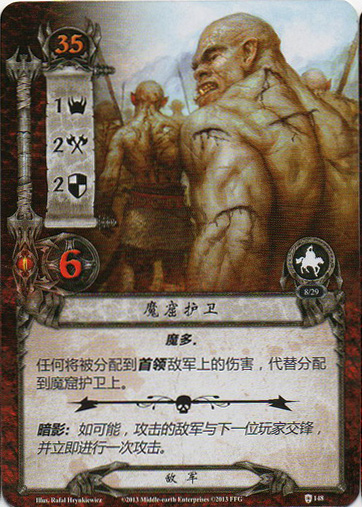 35
1
2
2
6
8/29
魔窟护卫
魔多.
任何将被分配到首领敌军上的伤害，代替分配
到魔窟护卫上。
暗影：如可能，攻击的敌军与下一位玩家交锋，
并立即进行一次攻击。
敌军
Illus. Rafał Hrynkiewicz ©2013 Middle-earth Enterprises ©2013 FFG 148